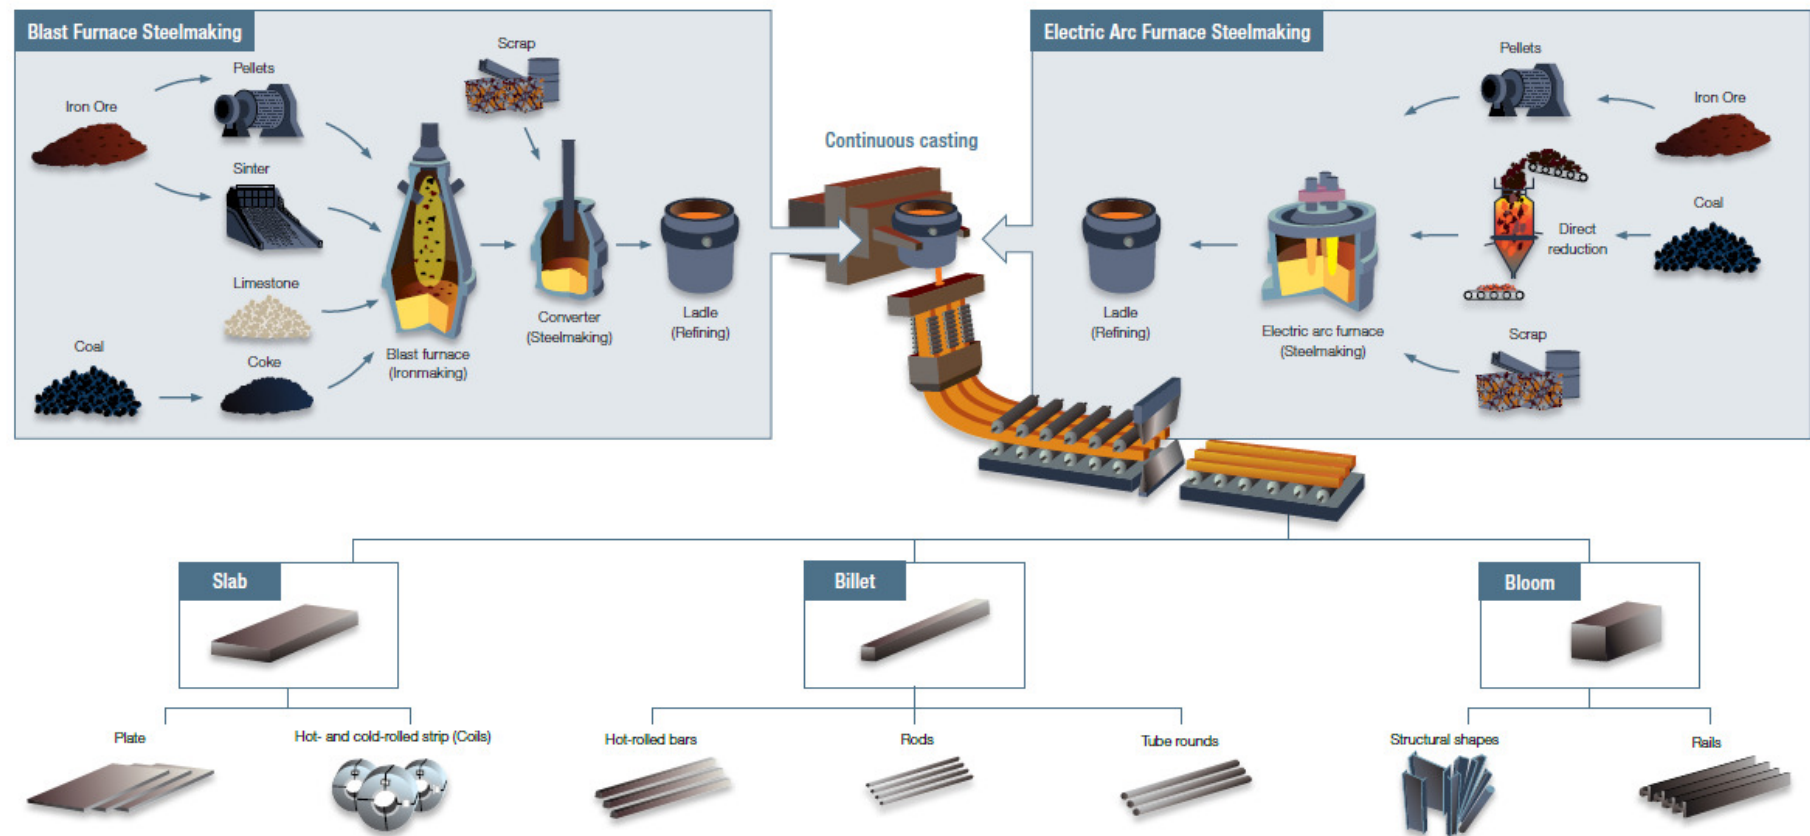 Blast Furnace Steelmaking
Scrap
Pellets
Iron Ore
Sinter
Limestone
Coal
Coke
Blast furnace
(Ironmaking)
Converter
(Steelmaking)
Ladle
(Refining)
Continuous casting
Electric Arc Furnace Steelmaking
Pellets
Iron Ore
Coal
Direct
reduction
Ladle
(Refining)
Electric arc furnace
(Steelmaking)
Scrap
Slab
Billet
Bloom
Plate
Hot- and cold-rolled strip (Coils)
Hot-rolled bars
Rods
Tube rounds
Structural shapes
Rails